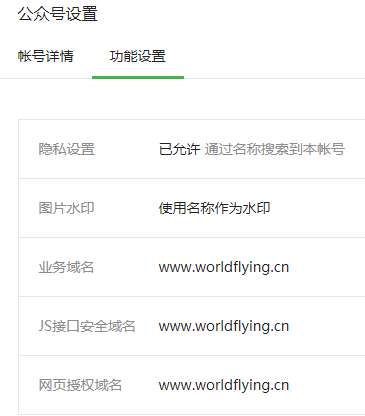 公众号设置
帐号详情 功能设置
隐私设置 已允许 通过名称搜索到本帐号
图片水印 使用名称作为水印
业务域名 www.worldflying.cn
JS接口安全域名 www.worldflying.cn
网页授权域名 www.worldflying.cn